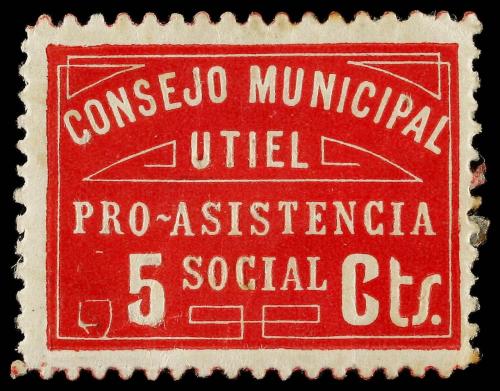 CONSEJO MUNICIPAL
UTIEL
PRO~ASISTENCIA
5 SOCIAL Cts.